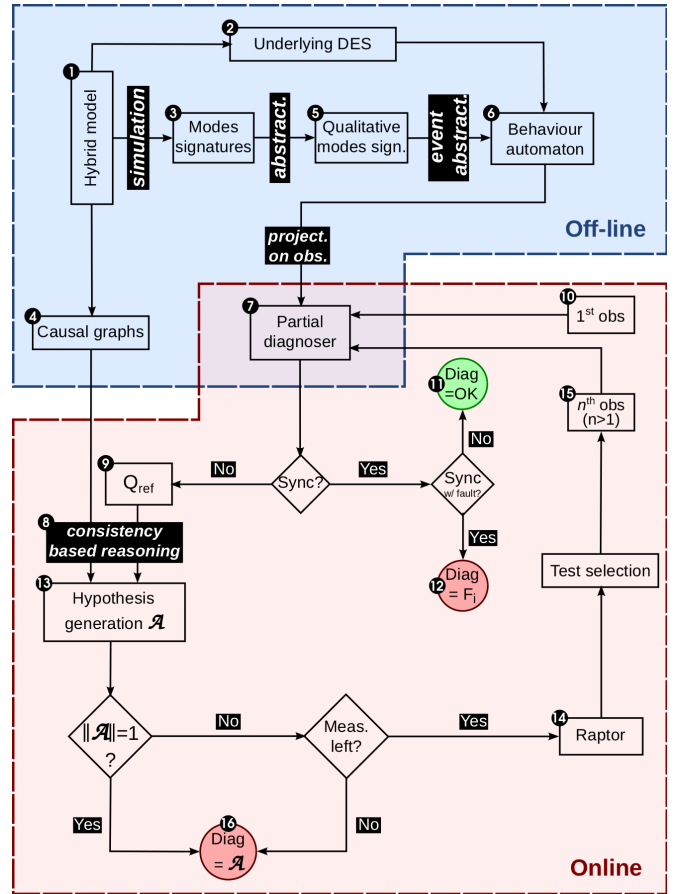 2
Underlying DES
1
Hybrid model
simulation
3
Modes
signatures
abstract.
5
Qualitative
modes sign.
event
abstract.
6
Behaviour
automaton
Off-line
project.
on obs.
4
Causal graphs
7
Partial
diagnoser
10
1st obs
11
Diag
=OK
15
nth obs
(n>1)
No
9
Qref
No
Sync?
Yes
Sync
w/ fault?
8
consistency
based reasoning
Yes
12
Diag
= Fi
Test selection
13
Hypothesis
generation 𝓐
‖𝓐‖=1
?
No
Meas.
left?
Yes
14
Raptor
Yes
No
16
Diag
= 𝓐
Online